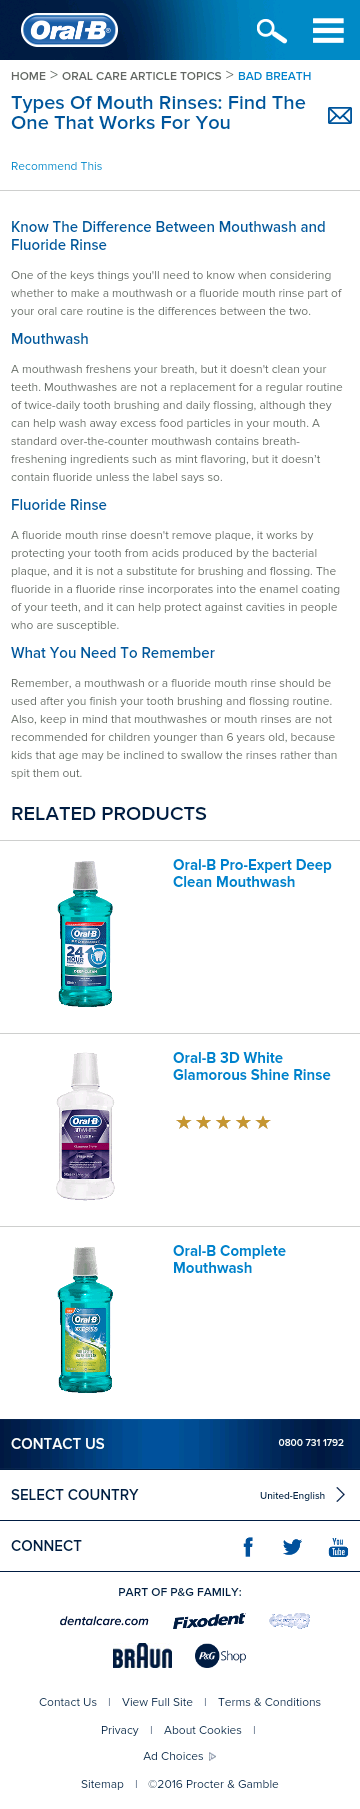 Oral-B
HOME > ORAL CARE ARTICLE TOPICS > BAD BREATH
Types Of Mouth Rinses: Find The
One That Works For You
Recommend This
Know The Difference Between Mouthwash and
Fluoride Rinse
One of the keys things you'll need to know when considering
whether to make a mouthwash or a fluoride mouth rinse part of
your oral care routine is the differences between the two.
Mouthwash
A mouthwash freshens your breath, but it doesn't clean your
teeth. Mouthwashes are not a replacement for a regular routine
of twice-daily tooth brushing and daily flossing, although they
can help wash away excess food particles in your mouth. A
standard over-the-counter mouthwash contains breath-
freshening ingredients such as mint flavoring, but it doesn't
contain fluoride unless the label says so.
Fluoride Rinse
A fluoride mouth rinse doesn't remove plaque, it works by
protecting your tooth from acids produced by the bacterial
plaque, and it is not a substitute for brushing and flossing. The
fluoride in a fluoride rinse incorporates into the enamel coating
of your teeth, and it can help protect against cavities in people
who are susceptible.
What You Need To Remember
Remember, a mouthwash or a fluoride mouth rinse should be
used after you finish your tooth brushing and flossing routine.
Also, keep in mind that mouthwashes or mouth rinses are not
recommended for children younger than 6 years old, because
kids that age may be inclined to swallow the rinses rather than
spit them out.
RELATED PRODUCTS
Oral-B Pro-Expert Deep
Clean Mouthwash
Oral-B
24
HOUR
DEEP CLEAN
Oral-B 3D White
Glamorous Shine Rinse
Oral-B
3DWHITE
LUXE
Oral-B Complete
Mouthwash
Oral-B
CONTACT US 0800 731 1792
SELECT COUNTRY United-English
CONNECT
You
Tube
PART OF P&G FAMILY:
dentalcare.com Fixodent
BRAUN P&G Shop
Contact Us | View Full Site | Terms & Conditions
Privacy | About Cookies |
Ad Choices
Sitemap | ©2016 Procter & Gamble